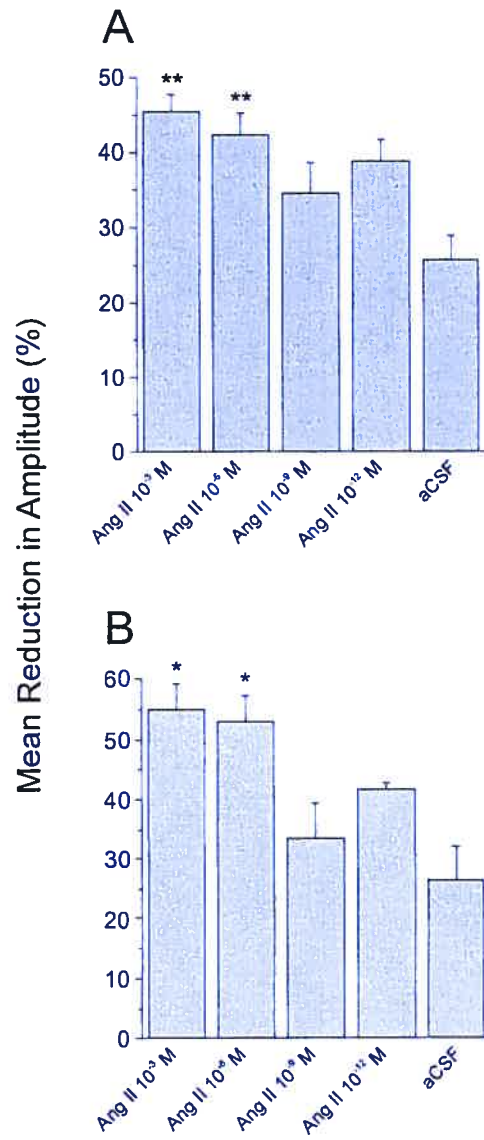 A
Mean Reduction in Amplitude (%)
50
40
30
20
10
0
**
**
Ang II 10⁻³ M
Ang II 10⁻⁶ M
Ang II 10⁻⁹ M
Ang II 10⁻¹² M
aCSF
B
60
50
40
30
20
10
0
*
*
Ang II 10⁻³ M
Ang II 10⁻⁶ M
Ang II 10⁻⁹ M
Ang II 10⁻¹² M
aCSF